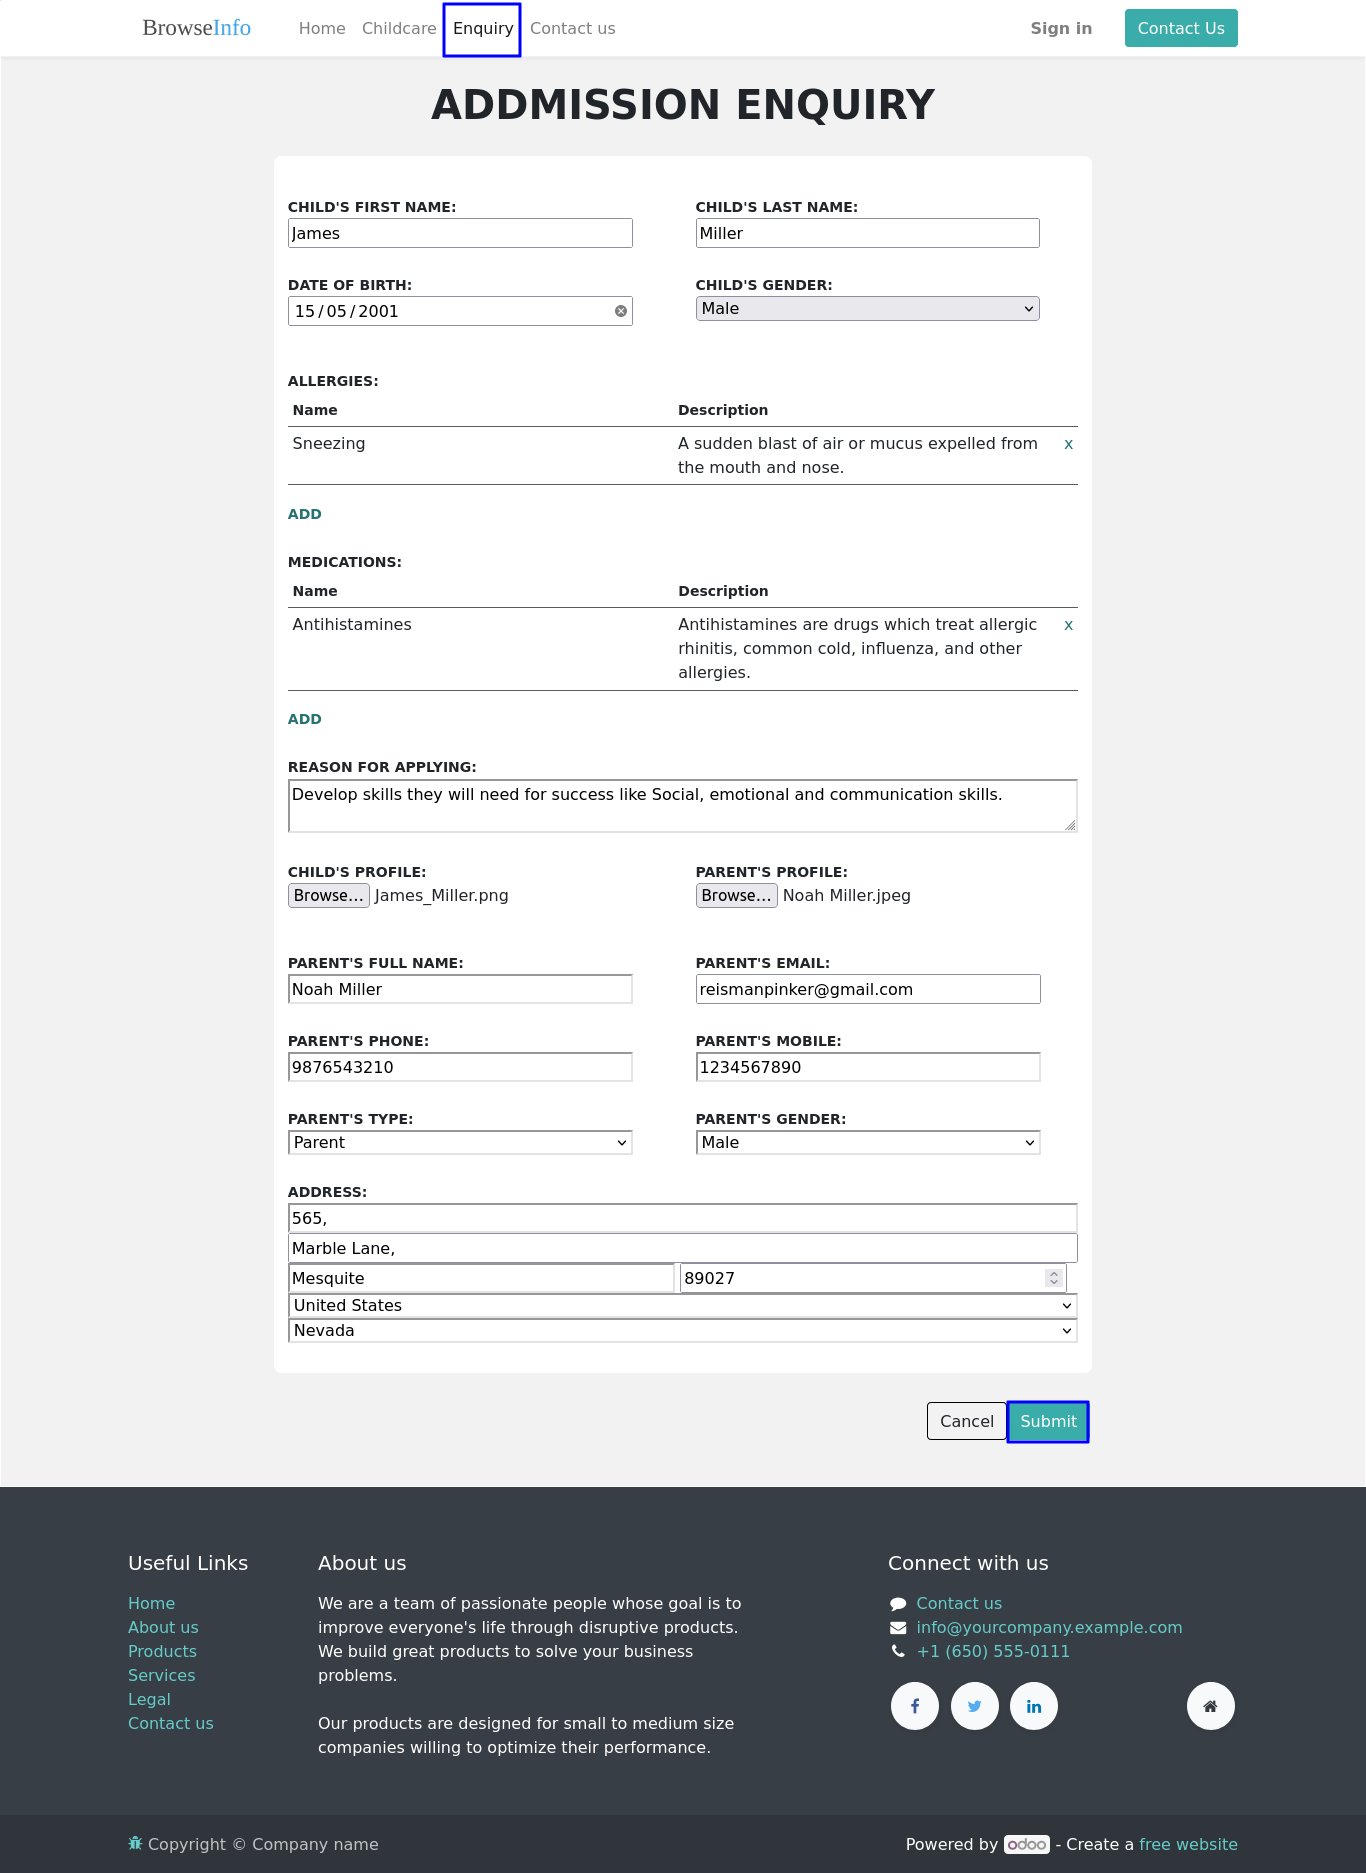 BrowseInfo Home Childcare Enquiry Contact us Sign in Contact Us
ADDMISSION ENQUIRY
CHILD'S FIRST NAME: CHILD'S LAST NAME:
James Miller
DATE OF BIRTH: CHILD'S GENDER:
15 / 05 / 2001 Male
ALLERGIES:
Name Description
Sneezing A sudden blast of air or mucus expelled from x
the mouth and nose.
ADD
MEDICATIONS:
Name Description
Antihistamines Antihistamines are drugs which treat allergic x
rhinitis, common cold, influenza, and other
allergies.
ADD
REASON FOR APPLYING:
Develop skills they will need for success like Social, emotional and communication skills.
CHILD'S PROFILE: PARENT'S PROFILE:
Browse... James_Miller.png Browse... Noah Miller.jpeg
PARENT'S FULL NAME: PARENT'S EMAIL:
Noah Miller reismanpinker@gmail.com
PARENT'S PHONE: PARENT'S MOBILE:
9876543210 1234567890
PARENT'S TYPE: PARENT'S GENDER:
Parent Male
ADDRESS:
565,
Marble Lane,
Mesquite 89027
United States
Nevada
Cancel Submit
Useful Links
Home
About us
Products
Services
Legal
Contact us
About us
We are a team of passionate people whose goal is to
improve everyone's life through disruptive products.
We build great products to solve your business
problems.
Our products are designed for small to medium size
companies willing to optimize their performance.
Connect with us
Contact us
info@yourcompany.example.com
+1 (650) 555-0111
Copyright © Company name Powered by odoo - Create a free website